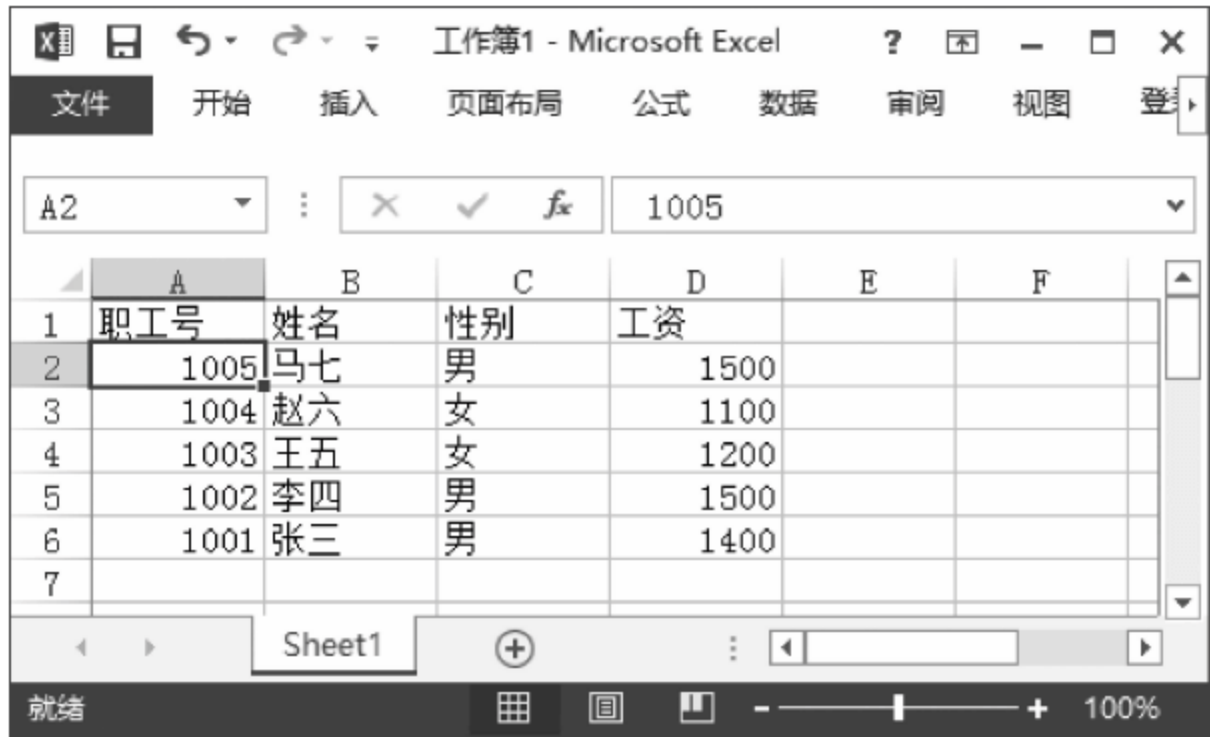 工作簿1 - Microsoft Excel ?
文件 开始 插入 页面布局 公式 数据 审阅 视图 登
A2 fx 1005
A B C D E F
1 职工号 姓名 性别 工资
2 1005 马七 男 1500
3 1004 赵六 女 1100
4 1003 王五 女 1200
5 1002 李四 男 1500
6 1001 张三 男 1400
7
Sheet1
就绪 100%